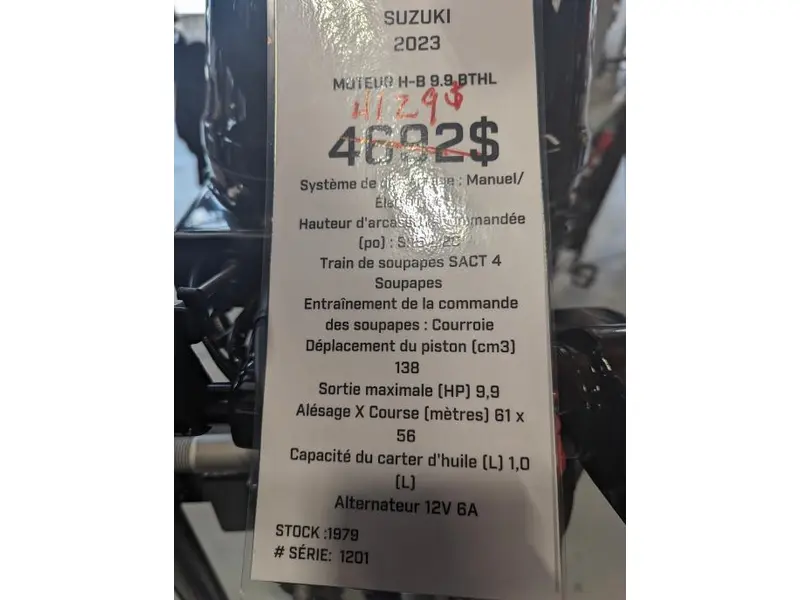 SUZUKI
2023
MOTEUR H-B 9.9 BTHL
4129$
4692$
Système de : Manuel/
Hauteur d'arcasse recommandée
(po) :
Train de soupapes SACT 4
Soupapes
Entraînement de la commande
des soupapes : Courroie
Déplacement du piston (cm3)
138
Sortie maximale (HP) 9,9
Alésage X Course (mètres) 61 x
56
Capacité du carter d'huile (L) 1,0
(L)
Alternateur 12V 6A
STOCK :1979
# SÉRIE: 1201